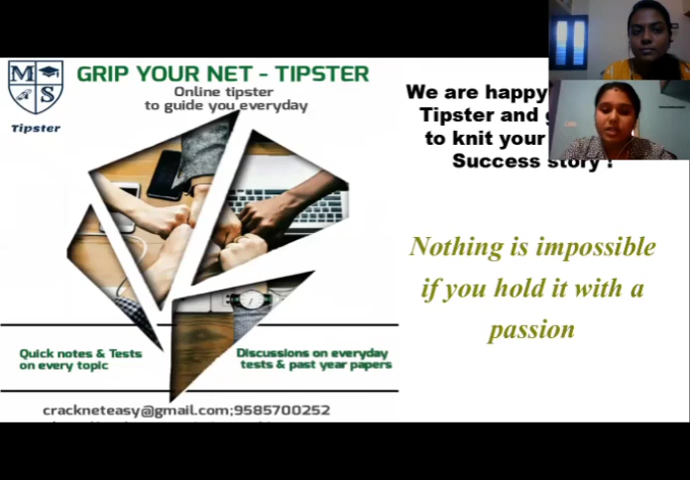 M S
Tipster
GRIP YOUR NET - TIPSTER
Online tipster
to guide you everyday
Quick notes & Tests
on every topic
Discussions on everyday
tests & past year papers
crackneteasy@gmail.com;9585700252
We are happy
Tipster and
to knit your
Success story !
Nothing is impossible
if you hold it with a
passion